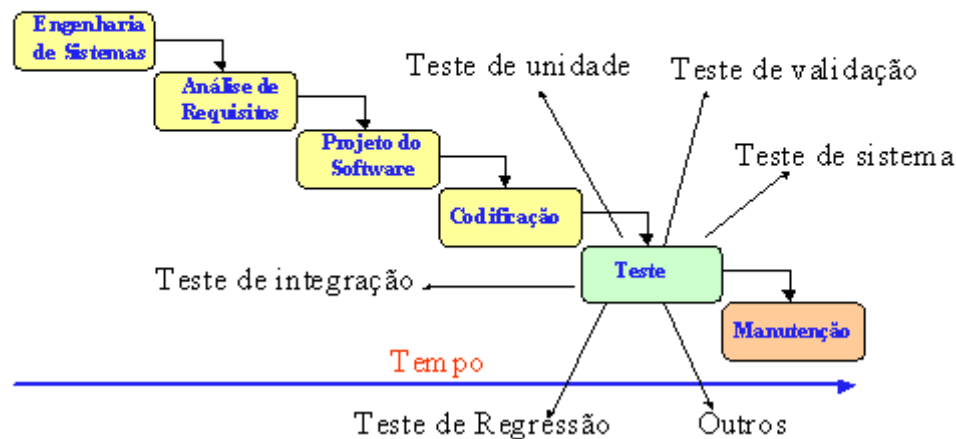 Engenharia
de Sistemas
Análise de
Requisitos
Teste de unidade
Teste de validação
Projeto do
Software
Teste de sistema
Codificação
Teste
Teste de integração
Manutenção
Tempo
Teste de Regressão
Outros